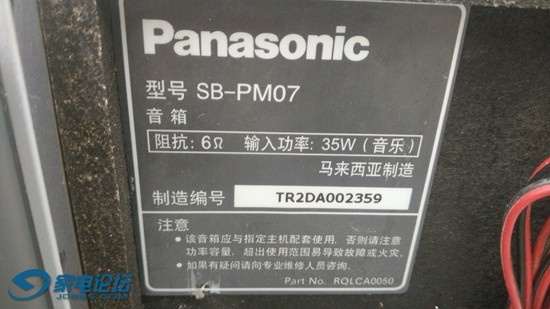 Panasonic
型号 SB-PM07
音箱
阻抗: 6Ω 输入功率: 35W (音乐)
马来西亚制造
制造编号 TR2DA002359
注意
• 该音箱应与指定主机配套使用, 否则请注意
功率容量, 超出使用范围易导致故障或火灾.
• 如果有疑问请向专业维修人员咨询.
Part No. RQLCA0050
家电论坛
JDBBS.COM